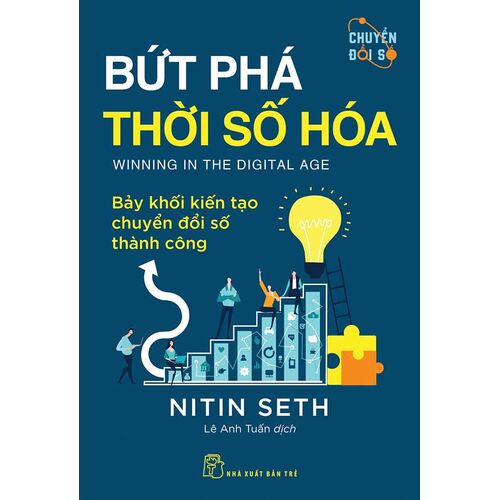 CHUYỂN
ĐỔI SỐ
BỨT PHÁ
THỜI SỐ HÓA
WINNING IN THE DIGITAL AGE
Bảy khối kiến tạo
chuyển đổi số
thành công
NITIN SETH
Lê Anh Tuấn dịch
NHÀ XUẤT BẢN TRẺ